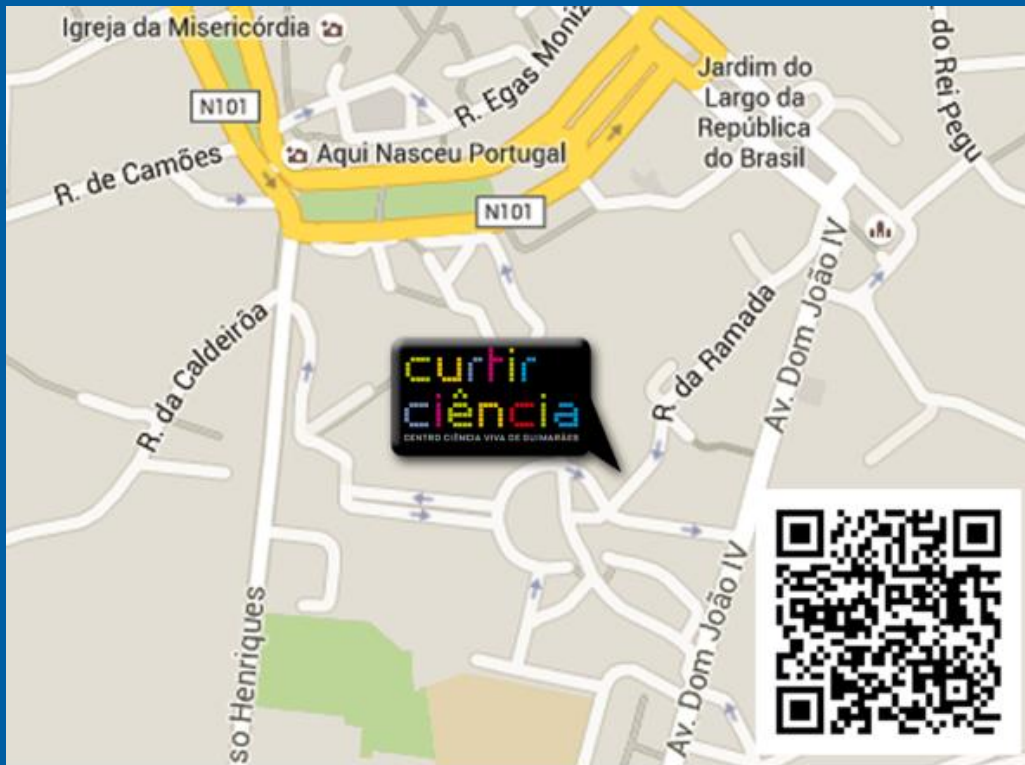 Igreja da Misericórdia
R. Egas Moniz
do Rei Pegu
Jardim do
Largo da
República
do Brasil
N101
Aqui Nasceu Portugal
R. de Camões
N101
R. da Caldeirôa
curtir
ciência
CENTRO CIÊNCIA VIVA DE GUIMARÃES
R. da Ramada
Av. Dom João IV
so Henriques
Av. Dom João IV